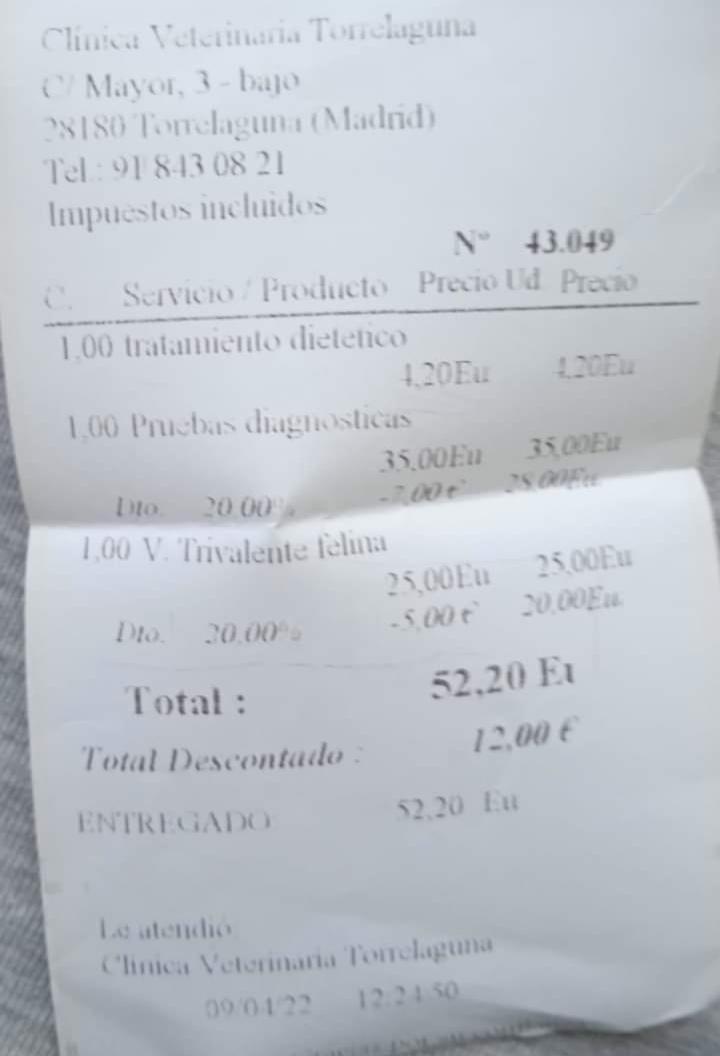 Clínica Veterinaria Torrelaguna
C/ Mayor, 3 - bajo
28180 Torrelaguna (Madrid)
Tel.: 91 843 08 21
Impuestos incluidos
Nº 43.049
C. Servicio / Producto Precio Ud. Precio
1,00 tratamiento dietetico
4,20Eu 4,20Eu
1,00 Pruebas diagnosticas
35,00Eu 35,00Eu
Dto. 20.00% -7,00 € 28,00Eu
1,00 V. Trivalente felina
25,00Eu 25,00Eu
Dto. 20.00% -5,00 € 20,00Eu
Total : 52,20 Eu
Total Descontado : 12,00 €
ENTREGADO 52,20 Eu
Le atendió
Clínica Veterinaria Torrelaguna
09/04/22 12:24:50